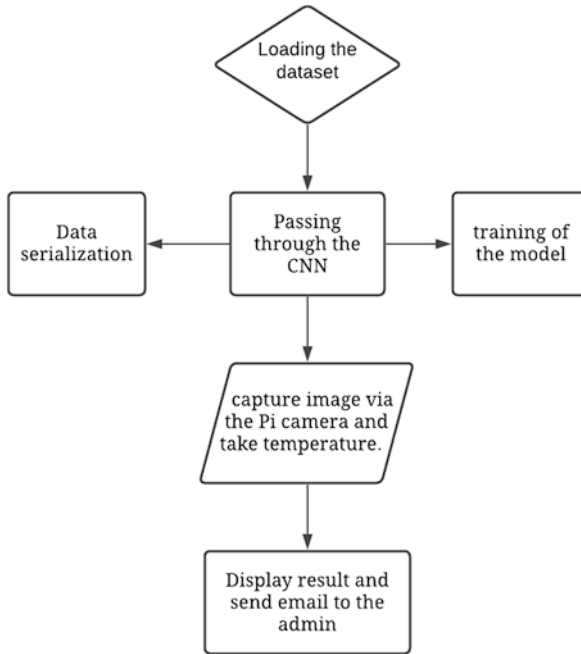 Loading the
dataset
Data
serialization
Passing
through the
CNN
training of
the model
capture image via
the Pi camera and
take temperature.
Display result and
send email to the
admin